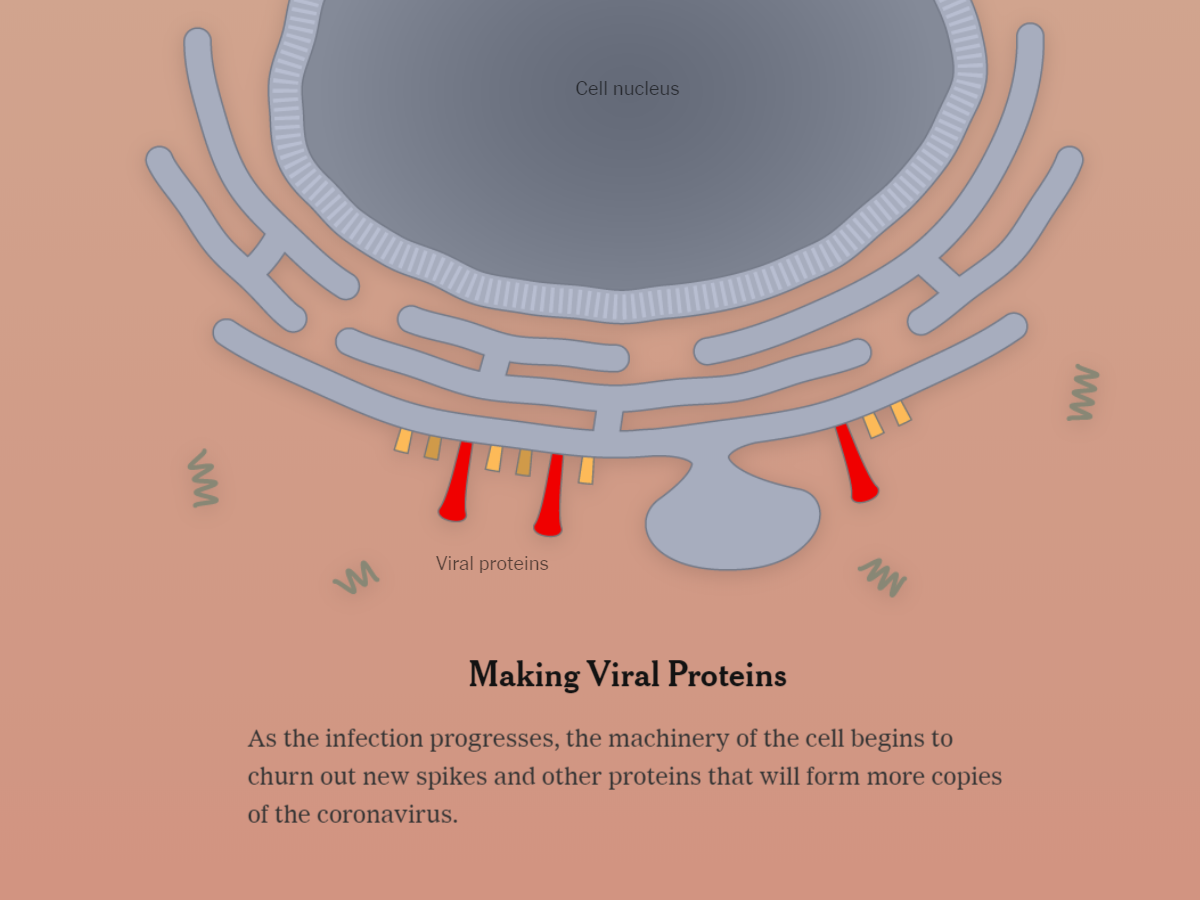 Cell nucleus
Viral proteins
Making Viral Proteins
As the infection progresses, the machinery of the cell begins to
churn out new spikes and other proteins that will form more copies
of the coronavirus.